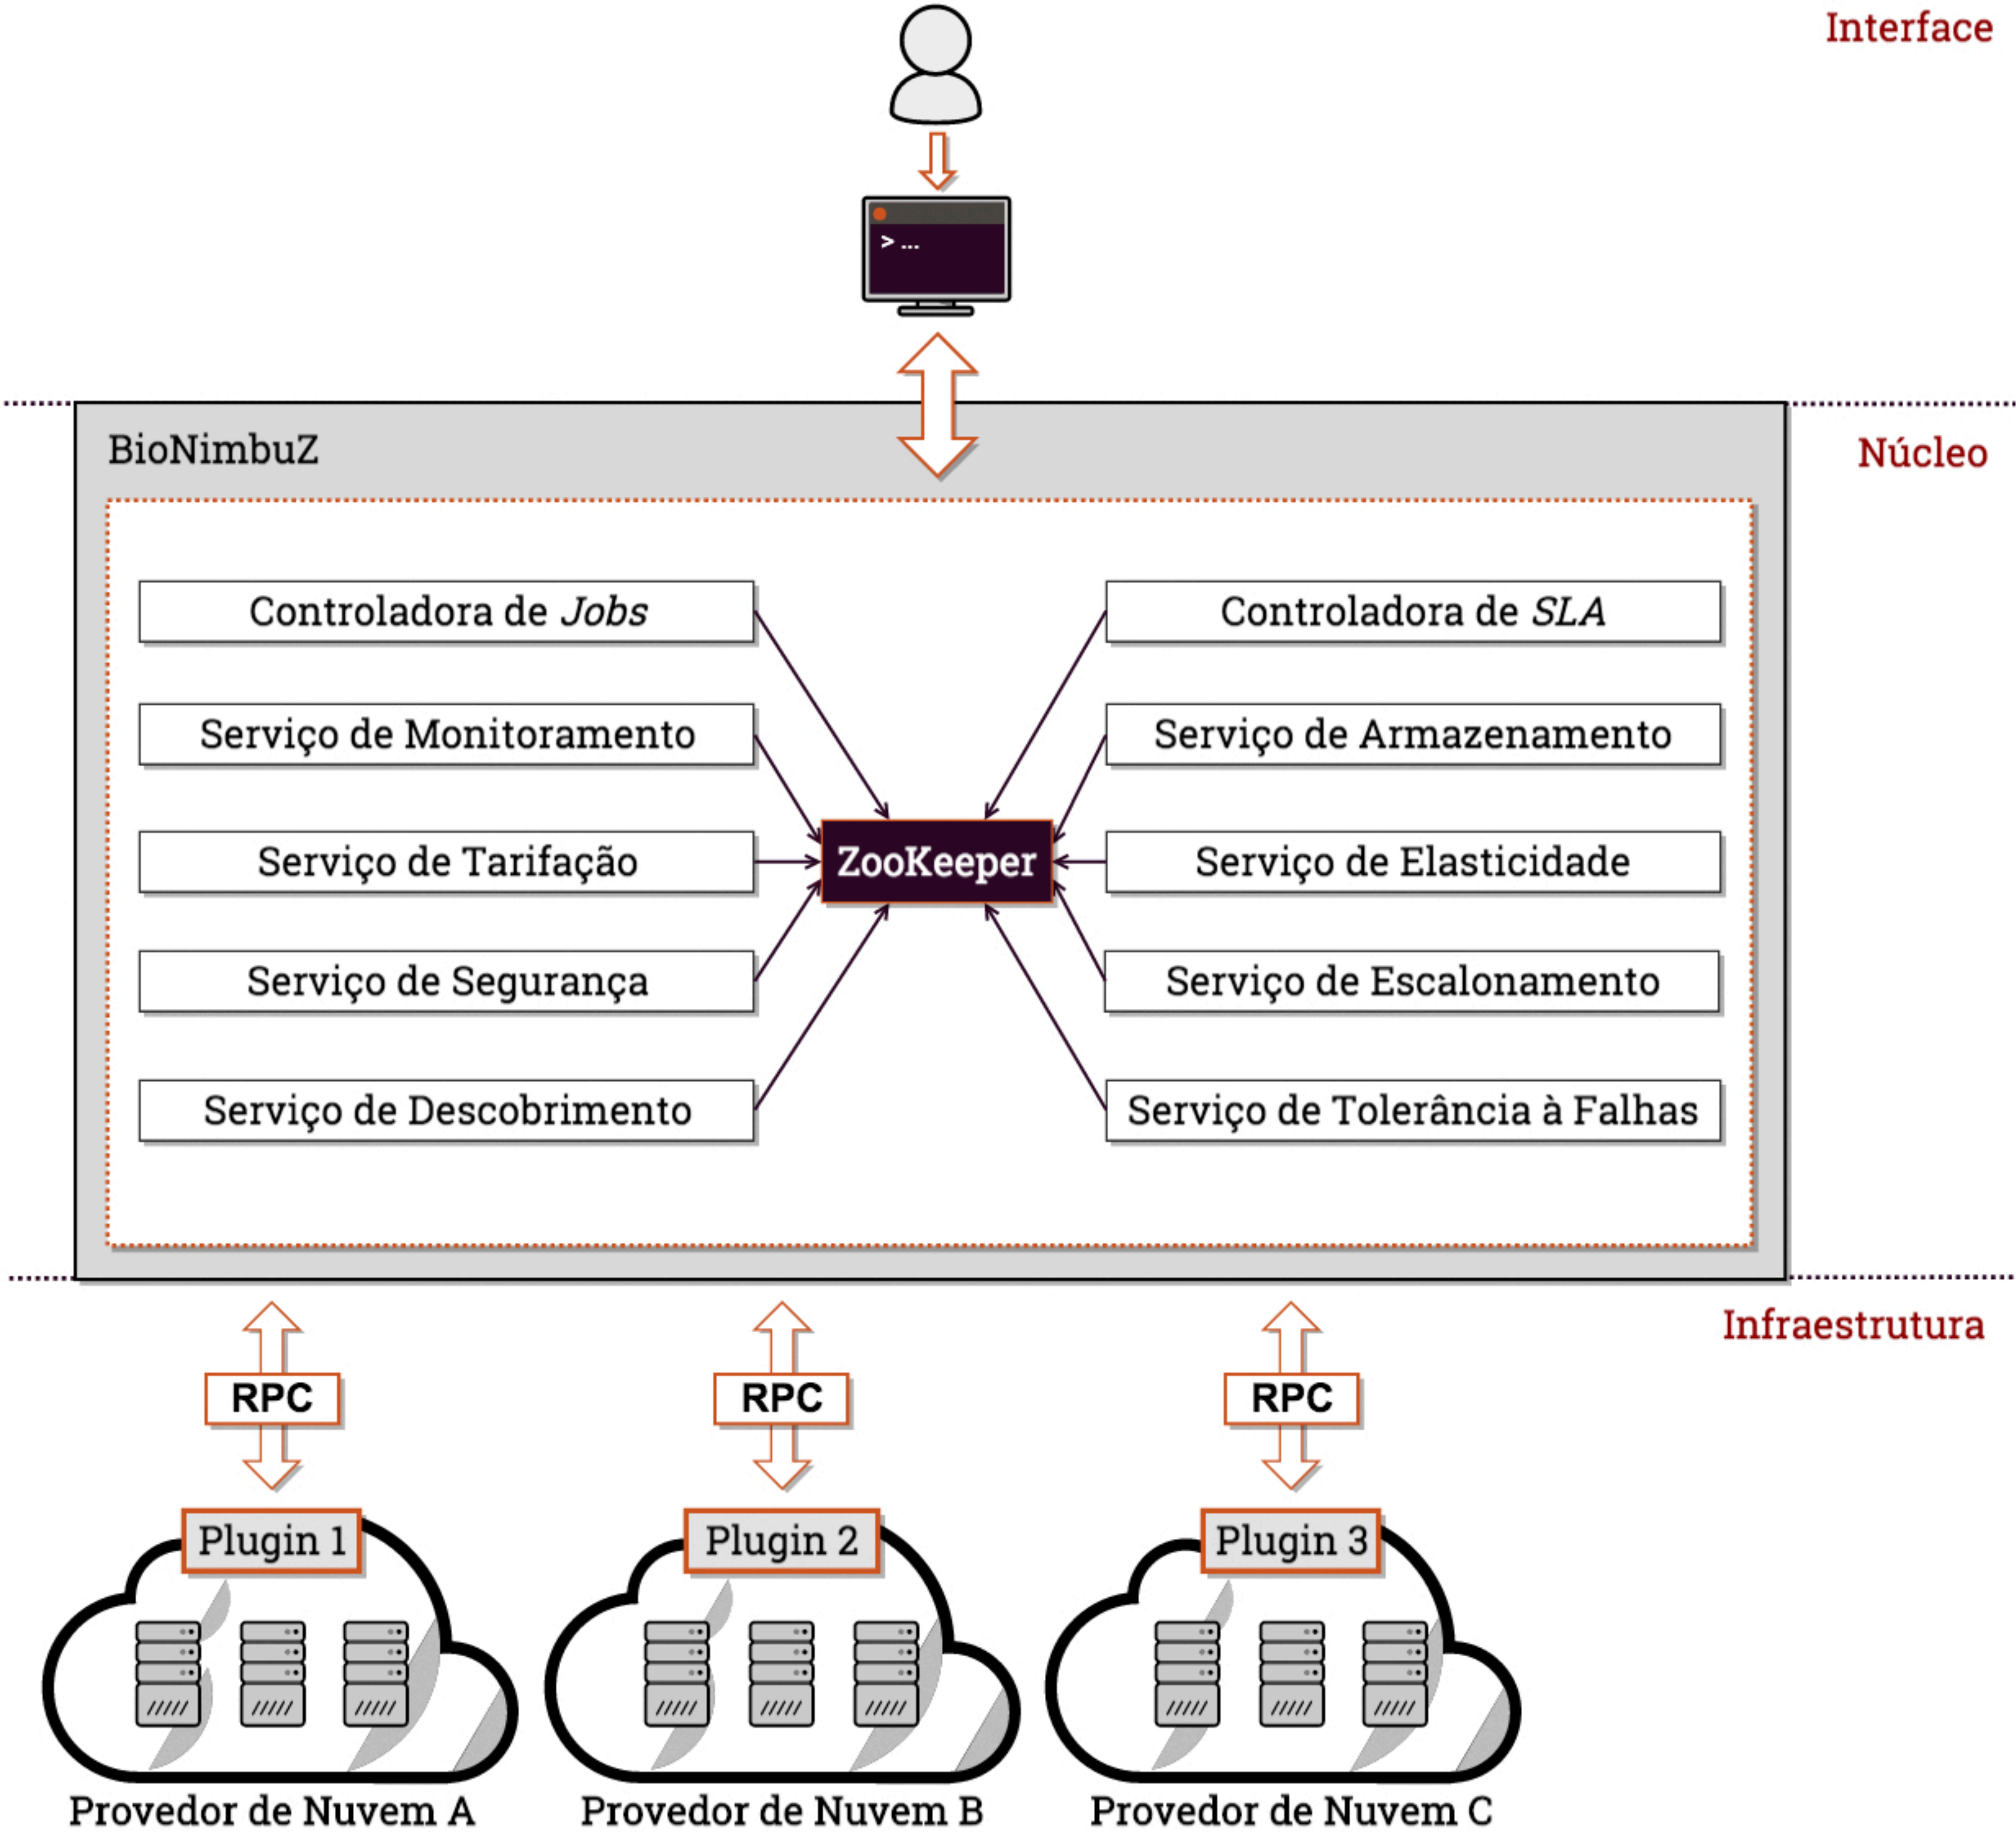 Interface
> ...
BioNimbuZ
Núcleo
Controladora de Jobs
Controladora de SLA
Serviço de Monitoramento
Serviço de Armazenamento
Serviço de Tarifação
ZooKeeper
Serviço de Elasticidade
Serviço de Segurança
Serviço de Escalonamento
Serviço de Descobrimento
Serviço de Tolerância à Falhas
Infraestrutura
RPC
RPC
RPC
Plugin 1
Plugin 2
Plugin 3
Provedor de Nuvem A
Provedor de Nuvem B
Provedor de Nuvem C